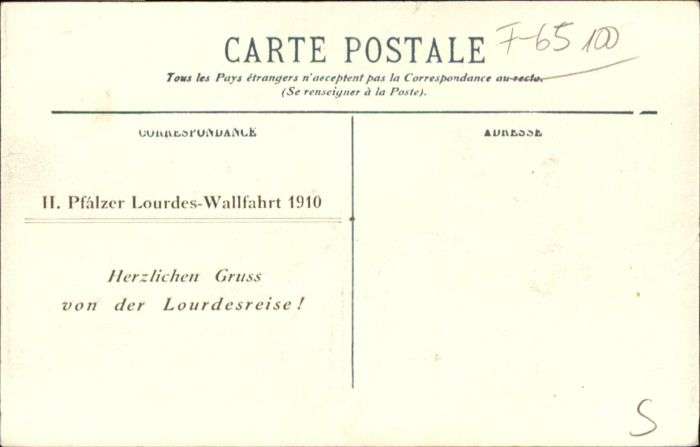 CARTE POSTALE
F-65 100
Tous les Pays étrangers n'acceptent pas la Correspondance au recto.
(Se renseigner à la Poste).
CORRESPONDANCE
ADRESSE
II. Pfälzer Lourdes-Wallfahrt 1910
Herzlichen Gruss
von der Lourdesreise!
S